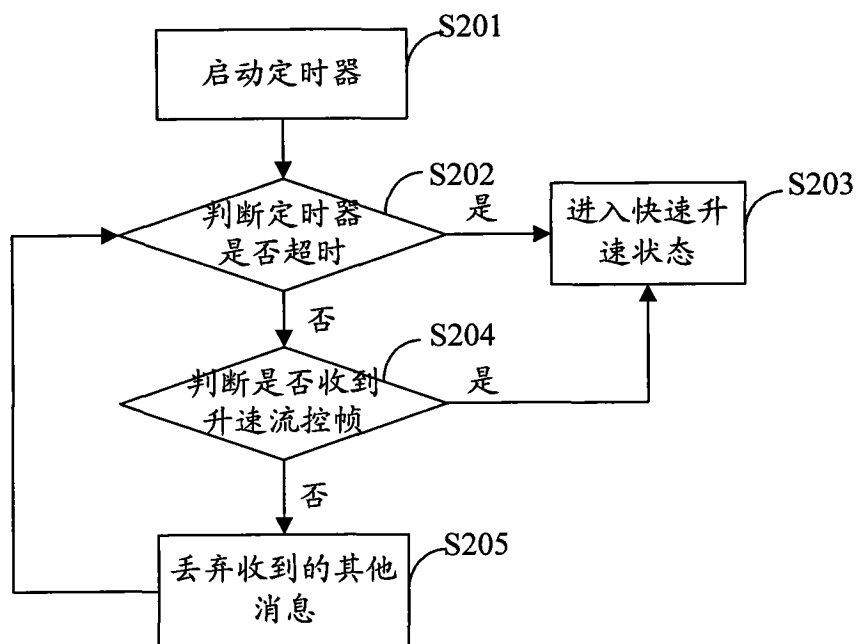 S201
启动定时器
S202
判断定时器
是否超时
是
S203
进入快速升
速状态
否
S204
判断是否收到
升速流控帧
是
否
S205
丢弃收到的其他
消息